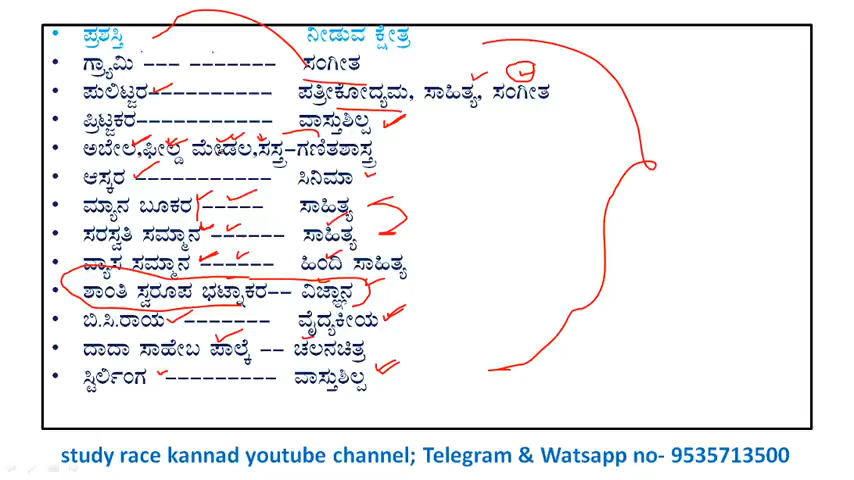 • ಪ್ರಶಸ್ತಿ ನೀಡುವ ಕ್ಷೇತ್ರ
• ಗ್ರ್ಯಾಮಿ --- ------- ಸಂಗೀತ
• ಪುಲಿಟ್ಜರ----------- ಪತ್ರೀಕೋದ್ಯಮ, ಸಾಹಿತ್ಯ, ಸಂಗೀತ
• ಪ್ರಿಟ್ಜಕರ------------ ವಾಸ್ತುಶಿಲ್ಪ
• ಅಬೇಲ,ಫೀಲ್ಡ ಮೇಡಲ,ಸಸ್ತ್ರ-ಗಣಿತಶಾಸ್ತ್ರ
• ಆಸ್ಕರ ----------- ಸಿನಿಮಾ
• ಮ್ಯಾನ ಬೂಕರ ----- ಸಾಹಿತ್ಯ
• ಸರಸ್ವತಿ ಸಮ್ಮಾನ ------ ಸಾಹಿತ್ಯ
• ವ್ಯಾಸ ಸಮ್ಮಾನ ------ ಹಿಂದಿ ಸಾಹಿತ್ಯ
• ಶಾಂತಿ ಸ್ವರೂಪ ಭಟ್ನಾಕರ-- ವಿಜ್ಞಾನ
• ಬಿ.ಸಿ.ರಾಯ ------- ವೈದ್ಯಕೀಯ
• ದಾದಾ ಸಾಹೇಬ ಪಾಲ್ಕೆ -- ಚಲನಚಿತ್ರ
• ಸ್ಟಿರ್ಲಿಂಗ --------- ವಾಸ್ತುಶಿಲ್ಪ
study race kannad youtube channel; Telegram & Watsapp no- 9535713500